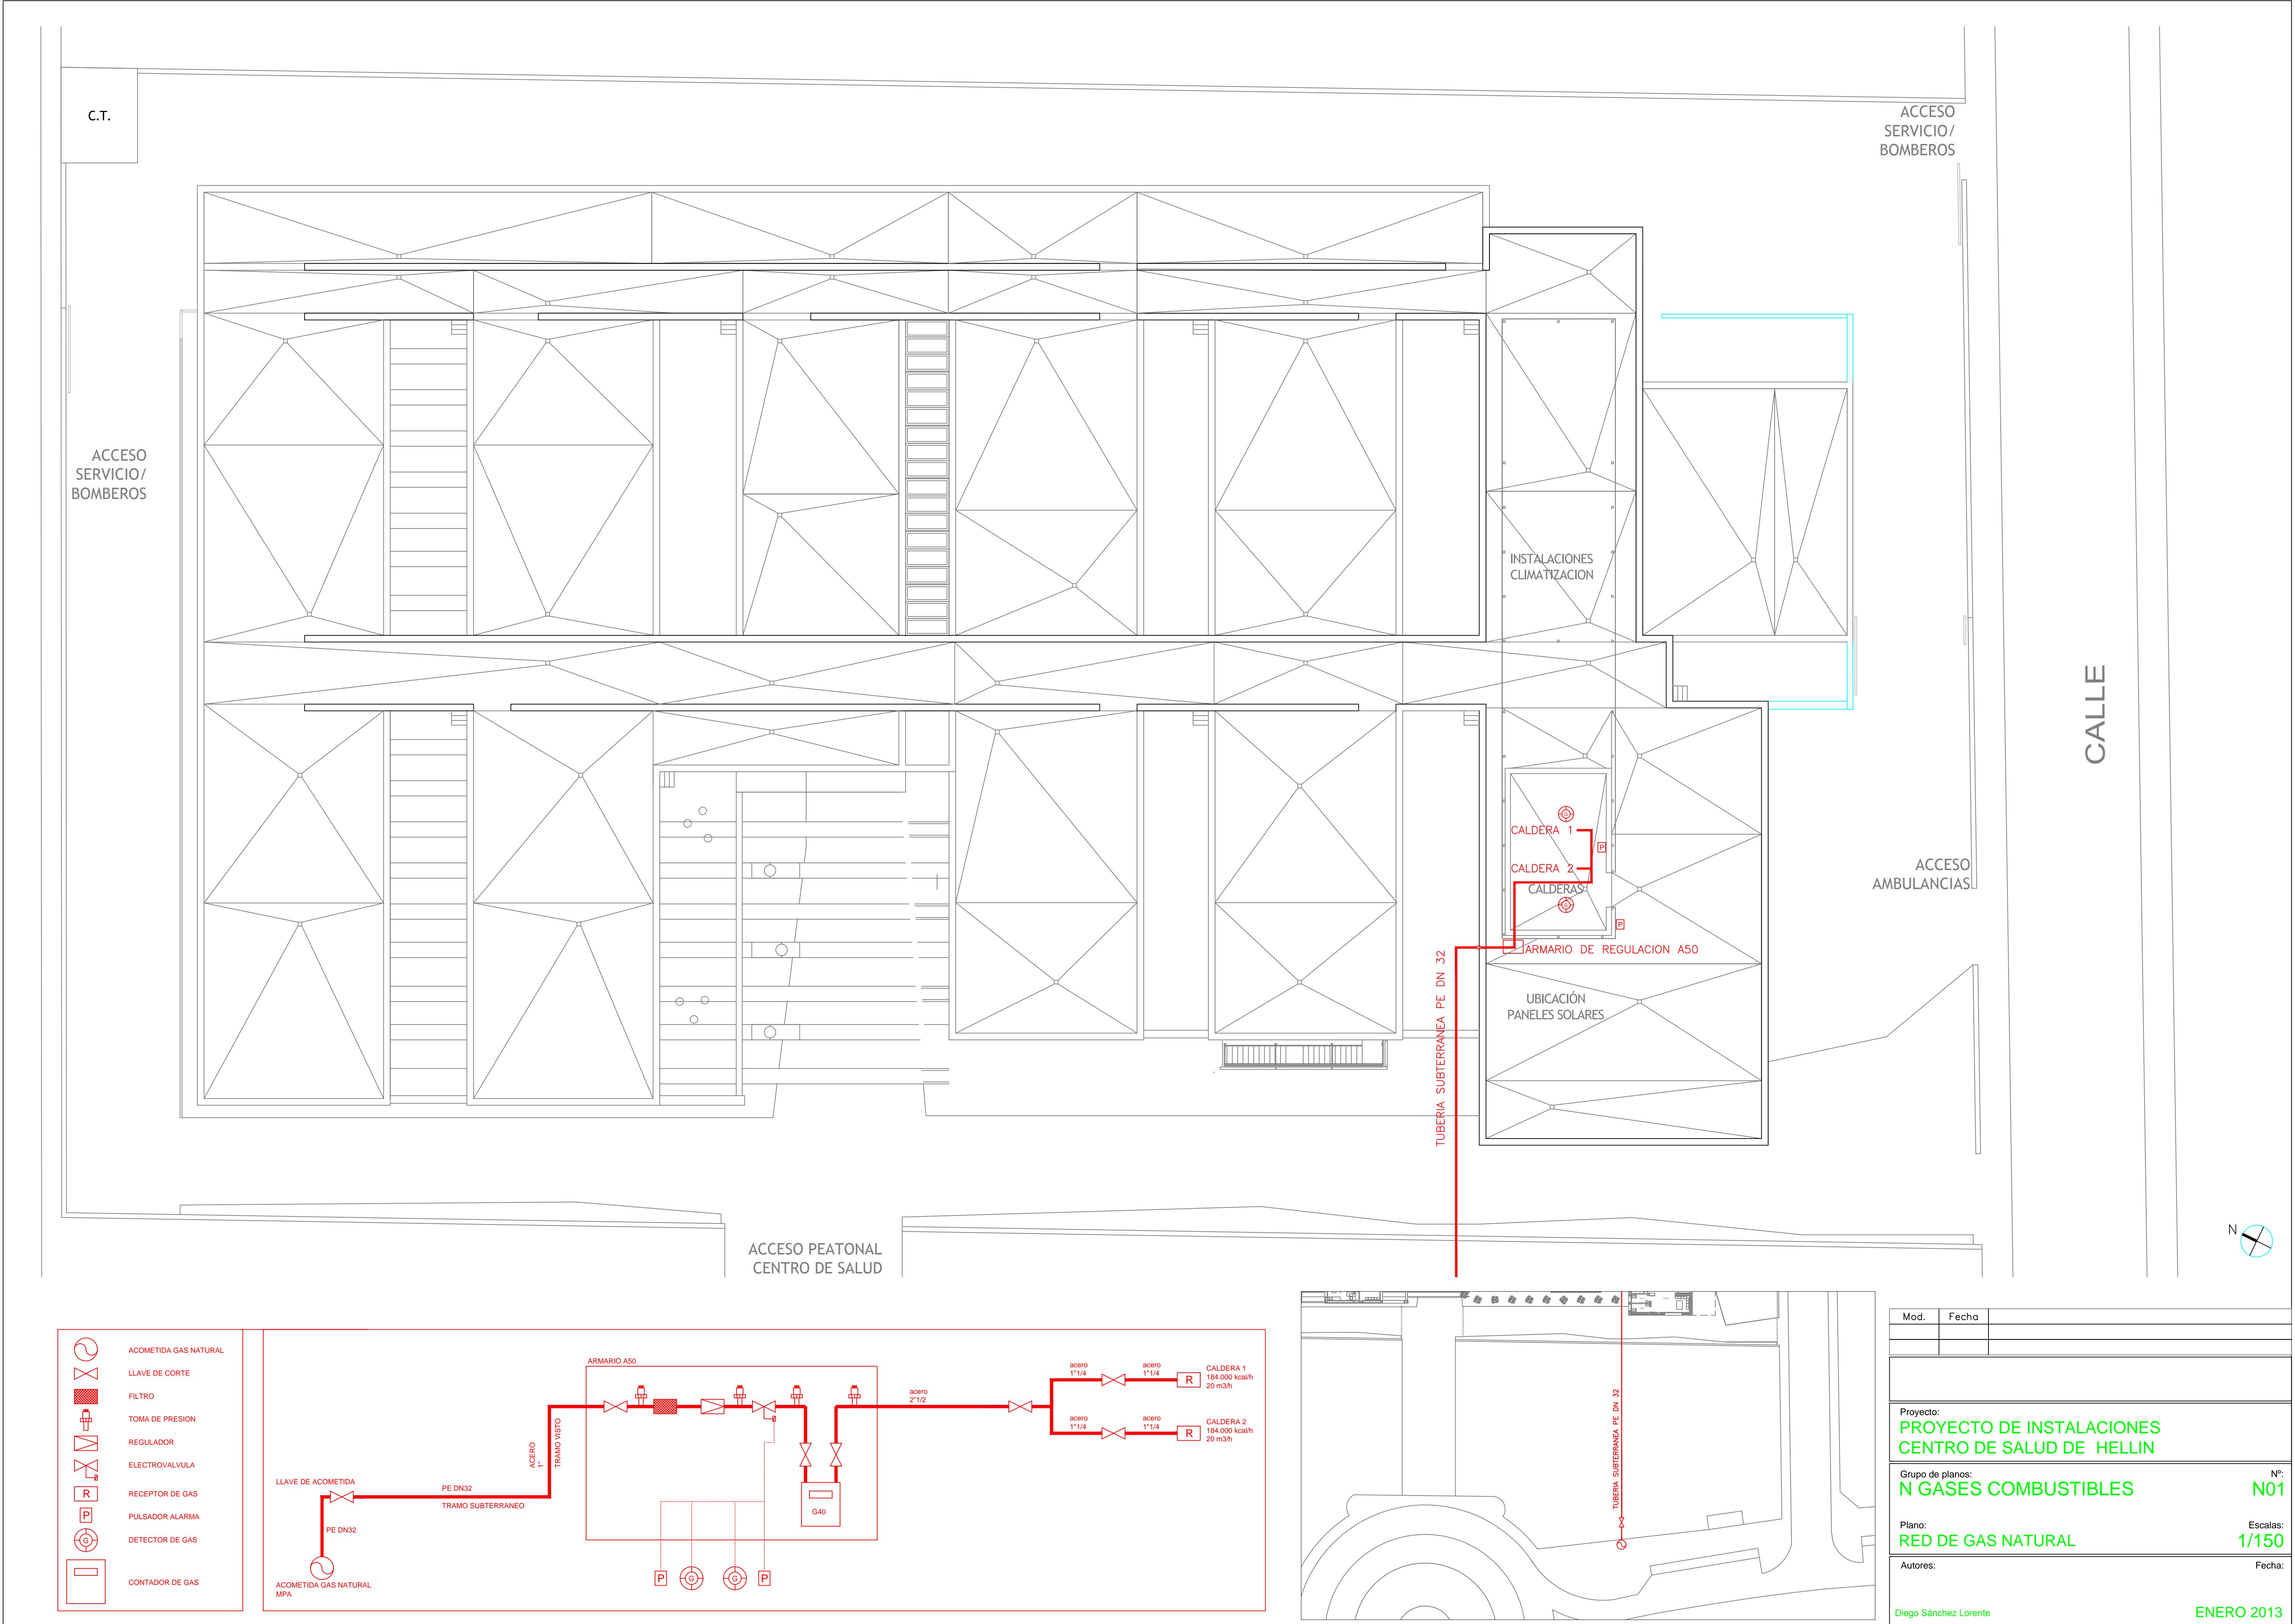 C.T.
ACCESO
SERVICIO/
BOMBEROS
ACCESO
SERVICIO/
BOMBEROS
INSTALACIONES
CLIMATIZACION
CALLE
G
CALDERA 1
P
CALDERA 2
CALDERAS
G
P
ACCESO
AMBULANCIAS
ARMARIO DE REGULACION A50
TUBERIA SUBTERRANEA PE DN 32
UBICACIÓN
PANELES SOLARES
ACCESO PEATONAL
CENTRO DE SALUD
N
ACOMETIDA GAS NATURAL
LLAVE DE CORTE
FILTRO
TOMA DE PRESION
REGULADOR
ELECTROVALVULA
R
RECEPTOR DE GAS
P
PULSADOR ALARMA
G
DETECTOR DE GAS
CONTADOR DE GAS
LLAVE DE ACOMETIDA
PE DN32
ACOMETIDA GAS NATURAL
MPA
PE DN32
TRAMO SUBTERRANEO
ACERO
1"
TRAMO VISTO
ARMARIO A50
G40
P
G
G
P
acero
2"1/2
acero
1"1/4
acero
1"1/4
R
CALDERA 1
184.000 kcal/h
20 m3/h
acero
1"1/4
acero
1"1/4
R
CALDERA 2
184.000 kcal/h
20 m3/h
TUBERIA SUBTERRANEA PE DN 32
Mod.
Fecha
Proyecto:
PROYECTO DE INSTALACIONES
CENTRO DE SALUD DE HELLIN
Grupo de planos:
Nº:
N GASES COMBUSTIBLES
N01
Plano:
Escalas:
RED DE GAS NATURAL
1/150
Autores:
Fecha:
Diego Sánchez Lorente
ENERO 2013